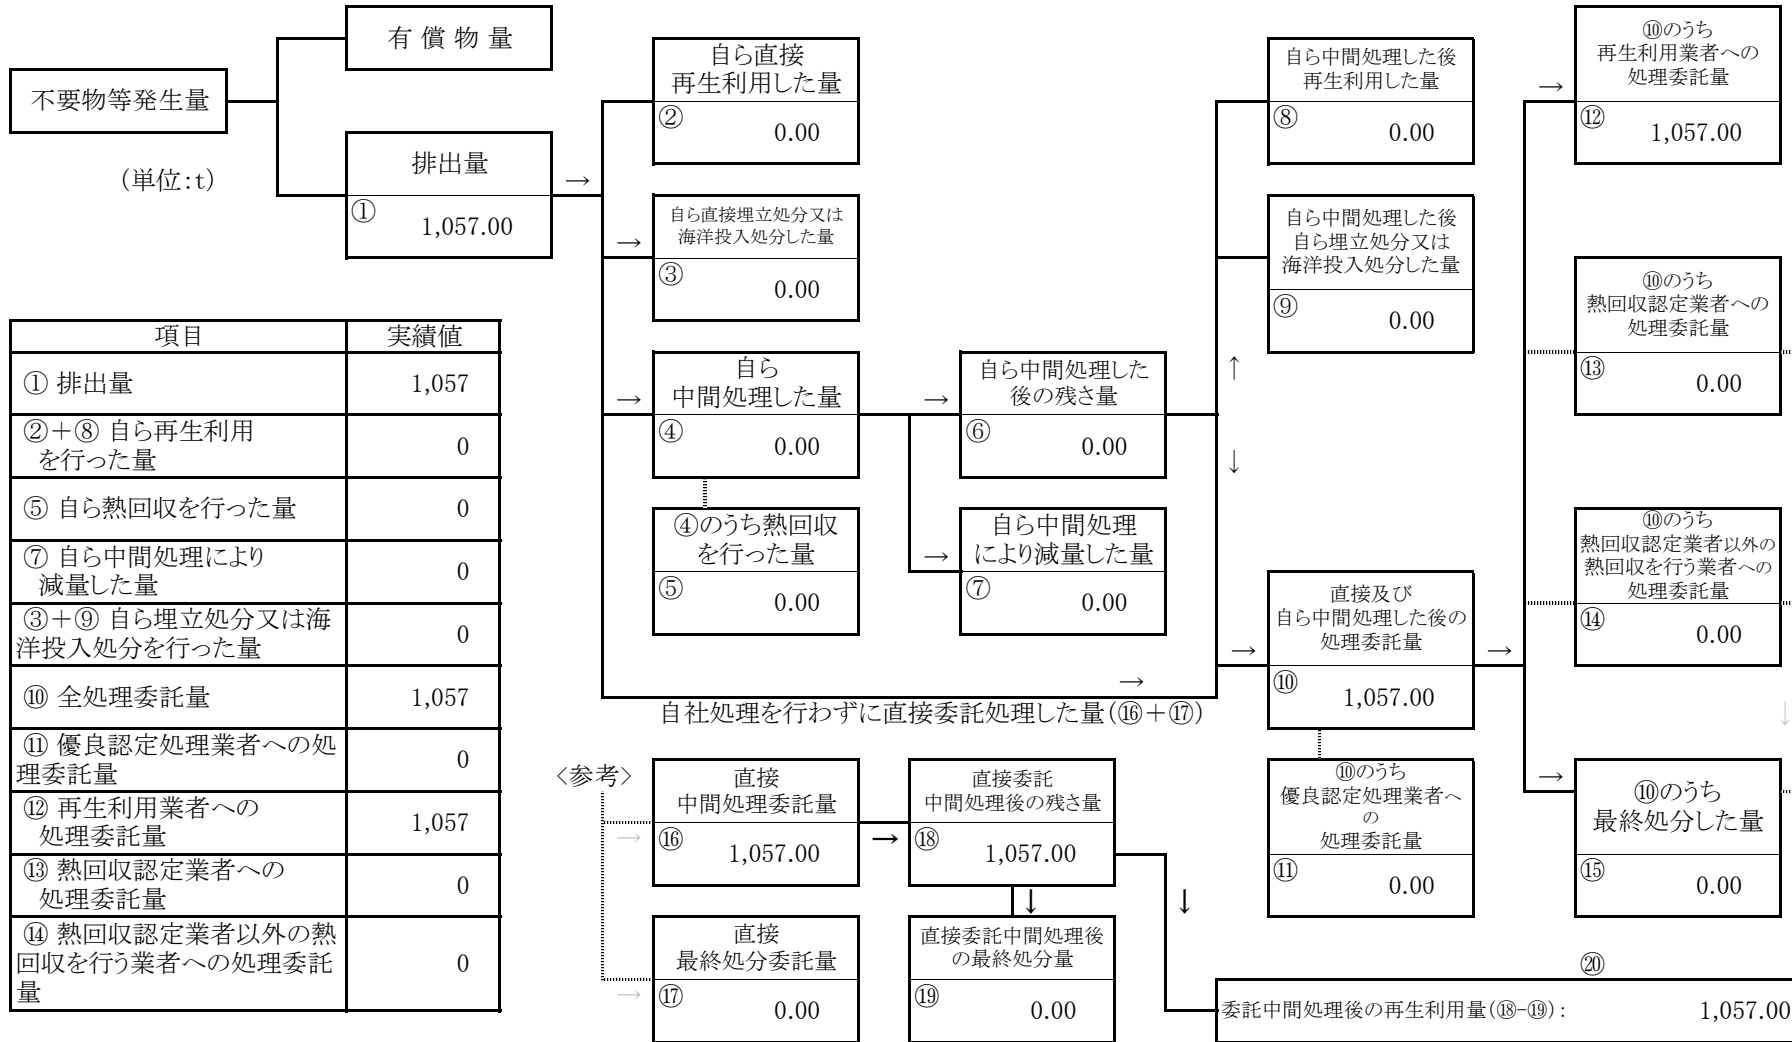 有 償 物 量
不要物等発生量
(単位:t)
排出量
→
① 1,057.00
自ら直接
再生利用した量
② 0.00
→
自ら直接埋立処分又は
海洋投入処分した量
③ 0.00
→
自ら
中間処理した量
④ 0.00
④のうち熱回収
を行った量
⑤ 0.00
→
自ら中間処理した
後の残さ量
⑥ 0.00
→
自ら中間処理
により減量した量
⑦ 0.00
↑
↓
自ら中間処理した後
再生利用した量
⑧ 0.00
自ら中間処理した後
自ら埋立処分又は
海洋投入処分した量
⑨ 0.00
→
自社処理を行わずに直接委託処理した量(⑯+⑰)
→
直接及び
自ら中間処理した後の
処理委託量
⑩ 1,057.00
→
⑩のうち
優良認定処理業者へ
の
処理委託量
⑪ 0.00
→
⑩のうち
再生利用業者への
処理委託量
⑫ 1,057.00
⑩のうち
熱回収認定業者への
処理委託量
⑬ 0.00
⑩のうち
熱回収認定業者以外の
熱回収を行う業者への
処理委託量
⑭ 0.00
↓
→
⑩のうち
最終処分した量
⑮ 0.00
項目 実績値
① 排出量 1,057
②+⑧ 自ら再生利用
を行った量 0
⑤ 自ら熱回収を行った量 0
⑦ 自ら中間処理により
減量した量 0
③+⑨ 自ら埋立処分又は海
洋投入処分を行った量 0
⑩ 全処理委託量 1,057
⑪ 優良認定処理業者への処
理委託量 0
⑫ 再生利用業者への
処理委託量 1,057
⑬ 熱回収認定業者への
処理委託量 0
⑭ 熱回収認定業者以外の熱
回収を行う業者への処理委託
量 0
〈参考〉
→
直接
中間処理委託量
⑯ 1,057.00
→
直接委託
中間処理後の残さ量
⑱ 1,057.00
↓
↓
→
直接
最終処分委託量
⑰ 0.00
直接委託中間処理後
の最終処分量
⑲ 0.00
⑳
委託中間処理後の再生利用量(⑱-⑲): 1,057.00